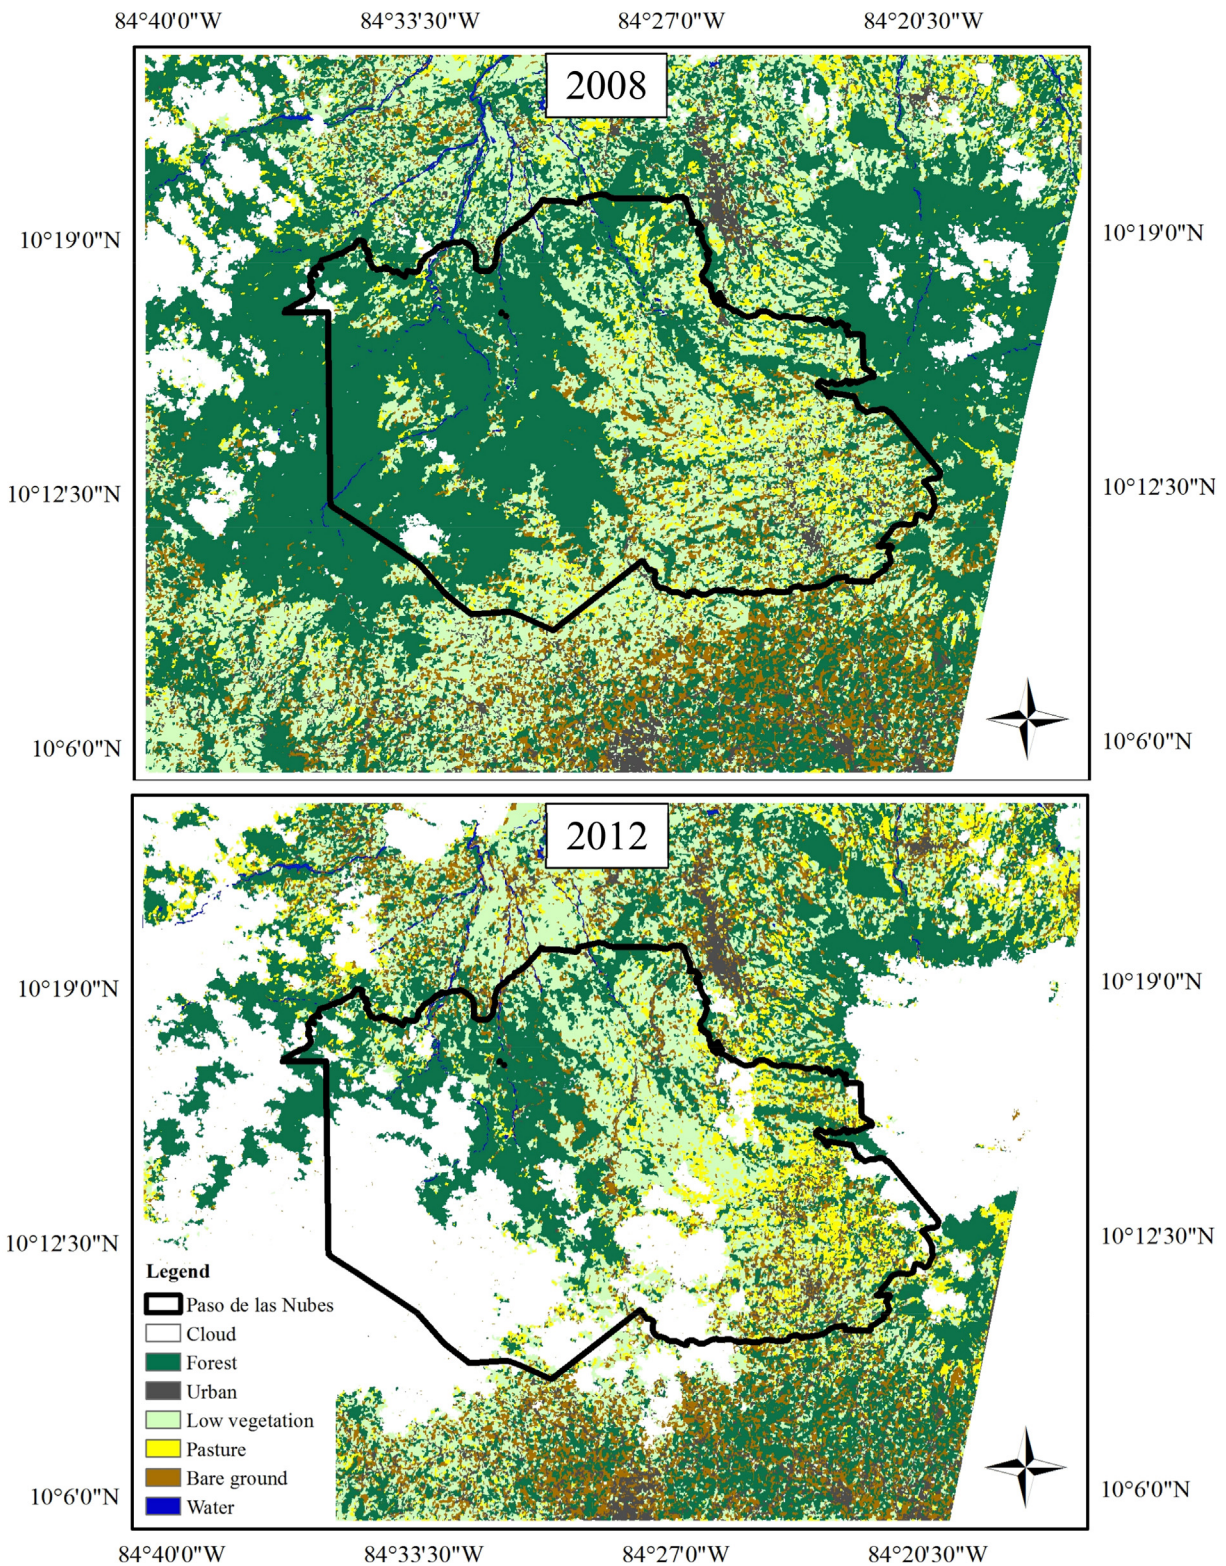 84°40'0"W 84°33'30"W 84°27'0"W 84°20'30"W
2008
10°19'0"N 10°19'0"N
10°12'30"N 10°12'30"N
10°6'0"N 10°6'0"N
2012
10°19'0"N 10°19'0"N
10°12'30"N 10°12'30"N
Legend
Paso de las Nubes
Cloud
Forest
Urban
Low vegetation
Pasture
Bare ground
Water
10°6'0"N 10°6'0"N
84°40'0"W 84°33'30"W 84°27'0"W 84°20'30"W